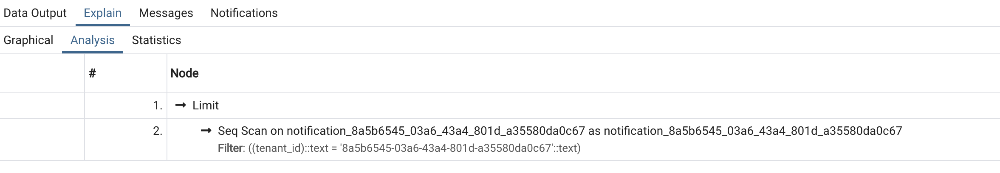 Data Output Explain Messages Notifications
Graphical Analysis Statistics
# Node
1. → Limit
2. → Seq Scan on notification_8a5b6545_03a6_43a4_801d_a35580da0c67 as notification_8a5b6545_03a6_43a4_801d_a35580da0c67
Filter: ((tenant_id)::text = '8a5b6545-03a6-43a4-801d-a35580da0c67'::text)